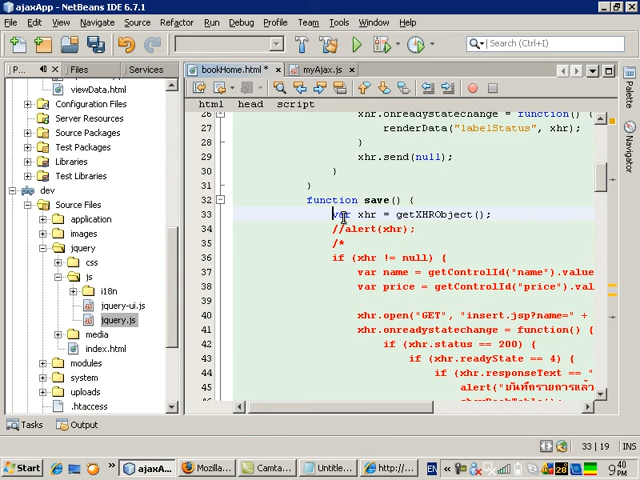 ajaxApp - NetBeans IDE 6.7.1
File Edit View Navigate Source Refactor Run Debug Profile Team Tools Window Help
Search (Ctrl+I)
P... Files Services
bookHome.html * myAjax.js
viewData.html
Configuration Files
Server Resources
Source Packages
Test Packages
Libraries
Test Libraries
dev
Source Files
application
images
jquery
css
js
i18n
jquery-ui.js
jquery.js
media
index.html
modules
system
uploads
.htaccess
html head script
26 xhr.onreadystatechange = function() {
27 renderData("labelStatus", xhr);
28 }
29 xhr.send(null);
30 }
31 }
32 function save() {
33 var xhr = getXHRObject();
34 //alert(xhr);
35 /*
36 if (xhr != null) {
37 var name = getControlId("name").value
38 var price = getControlId("price").val
39
40 xhr.open("GET", "insert.jsp?name=" +
41 xhr.onreadystatechange = function() {
42 if (xhr.status == 200) {
43 if (xhr.readyState == 4) {
44 if (xhr.responseText == "
45 alert("บันทึกรายการแล้ว
46
Palette
Navigator
Tasks Output
33 | 19 INS
Start ajaxApp - ... Mozilla... Camta... Untitle... http://... EN 28 9:40 PM